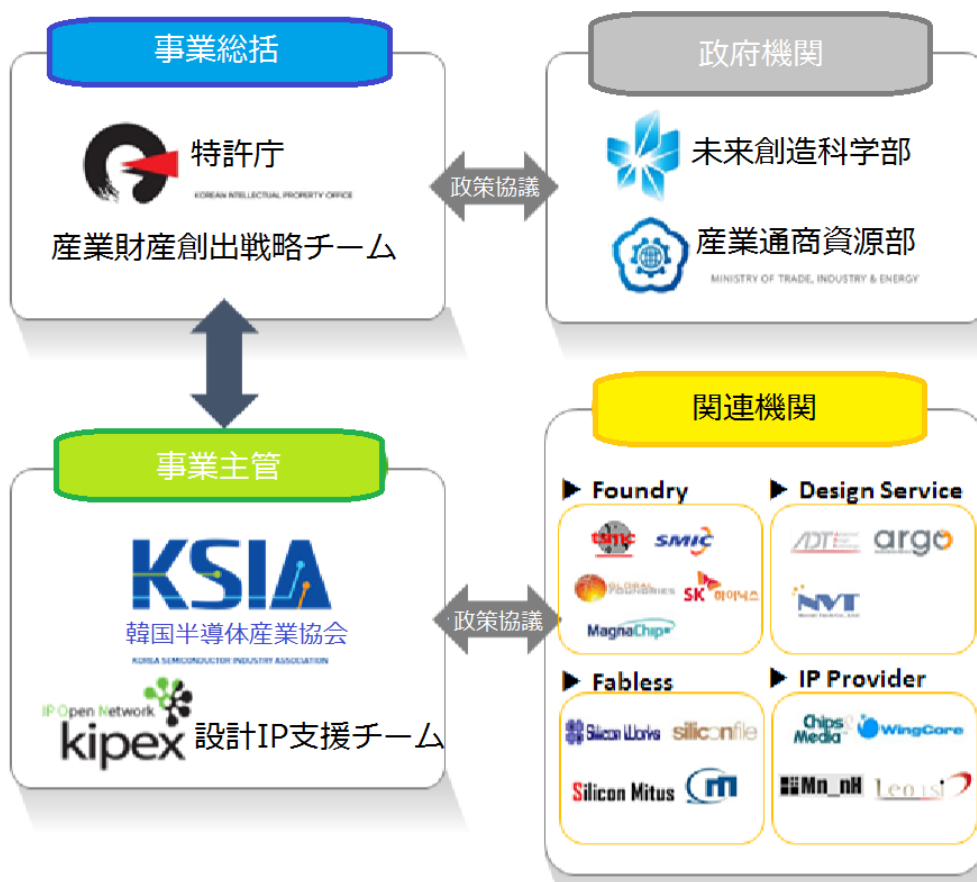 事業総括
特許庁
KOREAN INTELLECTUAL PROPERTY OFFICE
産業財産創出戦略チーム
政策協議
政府機関
未来創造科学部
産業通商資源部
MINISTRY OF TRADE, INDUSTRY & ENERGY
事業主管
KSIA
韓国半導体産業協会
KOREA SEMICONDUCTOR INDUSTRY ASSOCIATION
IP Open Network
kipex
設計IP支援チーム
政策協議
関連機関
▶ Foundry
tsmc SMIC
GLOBAL FOUNDRIES SK 하이닉스
MagnaChip
▶ Design Service
ADT argo
NVT
▶ Fabless
Silicon Works siliconfile
Silicon Mitus
▶ IP Provider
Chips&Media WingCore
Mn_nH Leolsi